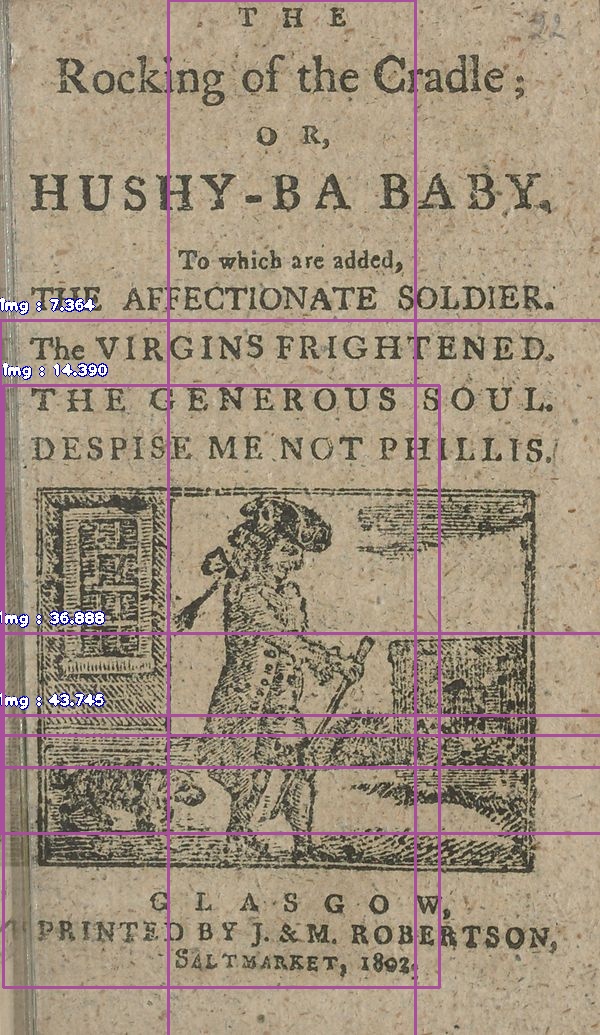 22
THE
Rocking of the Cradle;
OR,
HUSHY-BA BABY.
To which are added,
THE AFFECTIONATE SOLDIER.
The VIRGINS FRIGHTENED.
THE GENEROUS SOUL.
DESPISE ME NOT PHILLIS.
GLASGOW,
PRINTED BY J. & M. ROBERTSON,
SALTMARKET, 1802.
Img : 7.364
Img : 14.390
Img : 36.888
Img : 43.745